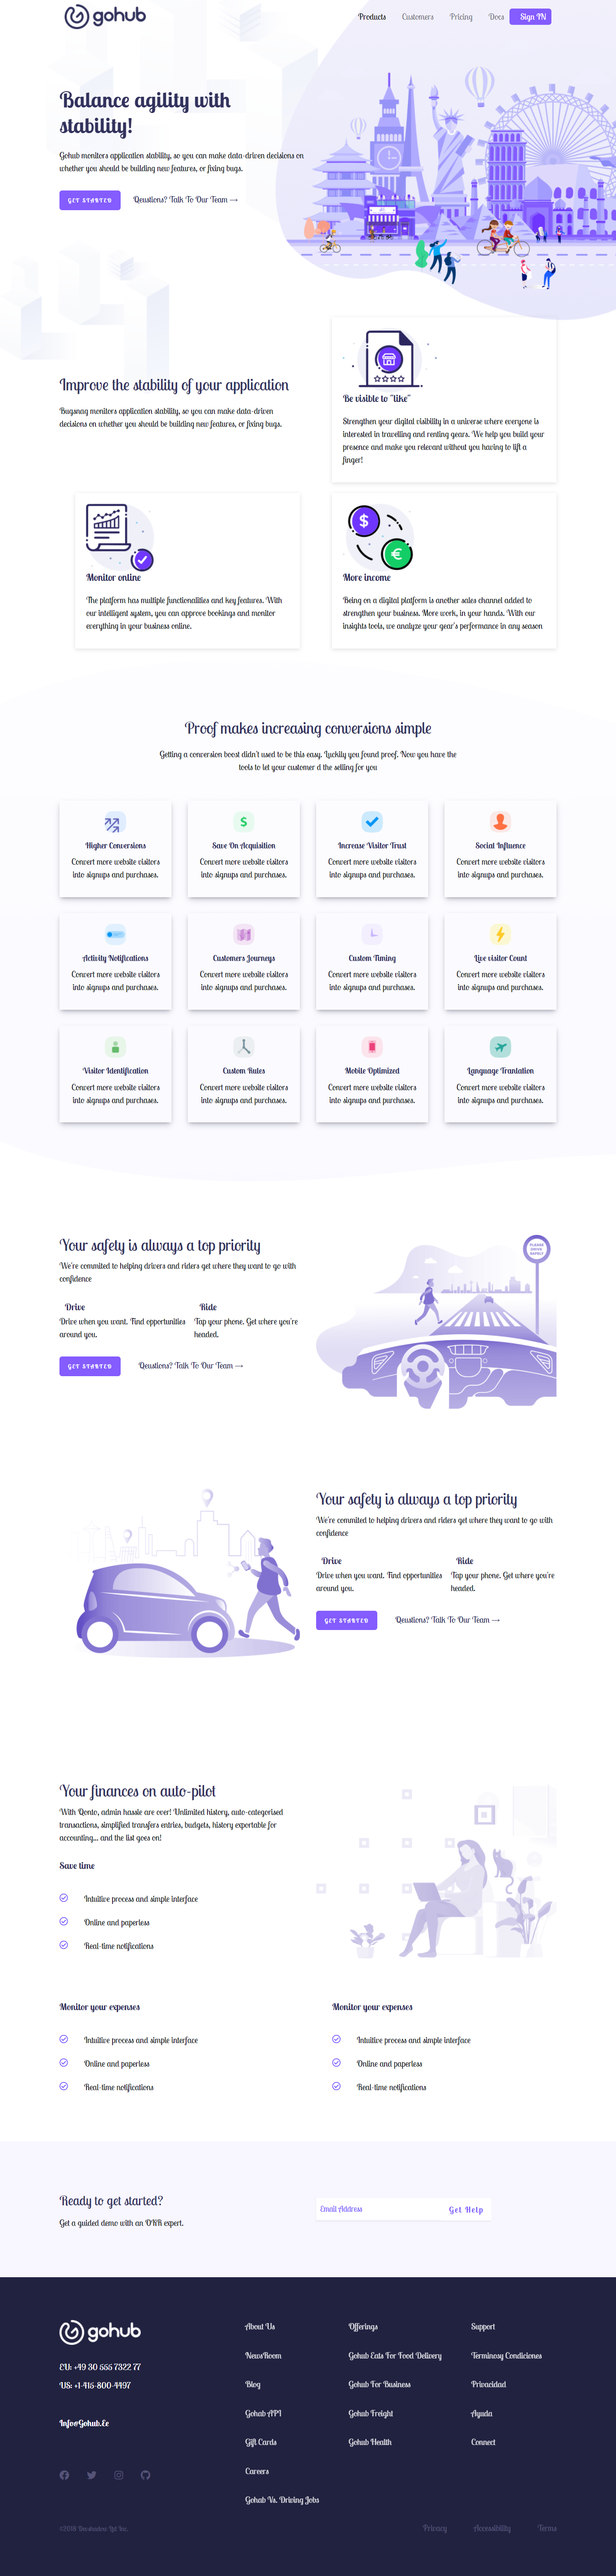 gohub
Products
Customers
Pricing
Docs
Sign IN
Balance agility with
stability!
Gohub monitors application stability, so you can make data-driven decisions on
whether you should be building new features, or fixing bugs.
GET STARTED
Qeustions? Talk To Our Team →
Improve the stability of your application
Bugsnag monitors application stability, so you can make data-driven
decisions on whether you should be building new features, or fixing bugs.
Be visible to "like"
Strengthen your digital visibility in a universe where everyone is
interested in travelling and renting gears. We help you build your
presence and make you relevant without you having to lift a
finger!
Monitor online
The platform has multiple functionalities and key features. With
our intelligent system, you can approve bookings and monitor
everything in your business online.
$
€
More income
Being on a digital platform is another sales channel added to
strengthen your business. More work, in your hands. With our
insights tools, we analyze your gear's performance in any season
Proof makes increasing conversions simple
Getting a conversion boost didn't used to be this easy. Luckily you found proof. Now you have the
tools to let your customer d the selling for you
Higher Conversions
Convert more website visitors
into signups and purchases.
$
Save On Acquisition
Convert more website visitors
into signups and purchases.
Increase Visitor Trust
Convert more website visitors
into signups and purchases.
Social Influence
Convert more website visitors
into signups and purchases.
Activity Notifications
Convert more website visitors
into signups and purchases.
Customers Journeys
Convert more website visitors
into signups and purchases.
Custom Timing
Convert more website visitors
into signups and purchases.
Live visitor Count
Convert more website visitors
into signups and purchases.
Visitor Identification
Convert more website visitors
into signups and purchases.
Custom Rules
Convert more website visitors
into signups and purchases.
Mobile Optimized
Convert more website visitors
into signups and purchases.
Language Tranlation
Convert more website visitors
into signups and purchases.
Your safety is always a top priority
We're commited to helping drivers and riders get where they want to go with
confidence
Drive
Drive when you want. Find opportunities
around you.
Ride
Tap your phone. Get where you're
headed.
GET STARTED
Qeustions? Talk To Our Team →
PLEASE
DRIVE
SAFELY
Your safety is always a top priority
We're commited to helping drivers and riders get where they want to go with
confidence
Drive
Drive when you want. Find opportunities
around you.
Ride
Tap your phone. Get where you're
headed.
GET STARTED
Qeustions? Talk To Our Team →
Your finances on auto-pilot
With Qonto, admin hassle are over! Unlimited history, auto-categorised
transactions, simplified transfers entries, budgets, history exportable for
accounting... and the list goes on!
Save time
Intuitive process and simple interface
Online and paperless
Real-time notifications
Monitor your expenses
Intuitive process and simple interface
Online and paperless
Real-time notifications
Monitor your expenses
Intuitive process and simple interface
Online and paperless
Real-time notifications
Ready to get started?
Get a guided demo with an OKR expert.
Email Address
Get Help
gohub
EU: +49 30 555 7322 77
US: +1-415-800-4497
Info@Gohub.Ee
About Us
NewsRoom
Blog
Gohab API
Gift Cards
Careers
Gohab Vs. Driving Jobs
Offerings
Gohub Eats For Food Delivery
Gohub For Business
Gohub Freight
Gohub Health
Support
Terminosy Condiciones
Privacidad
Ayuda
Connect
Privacy
Accessibility
Terms